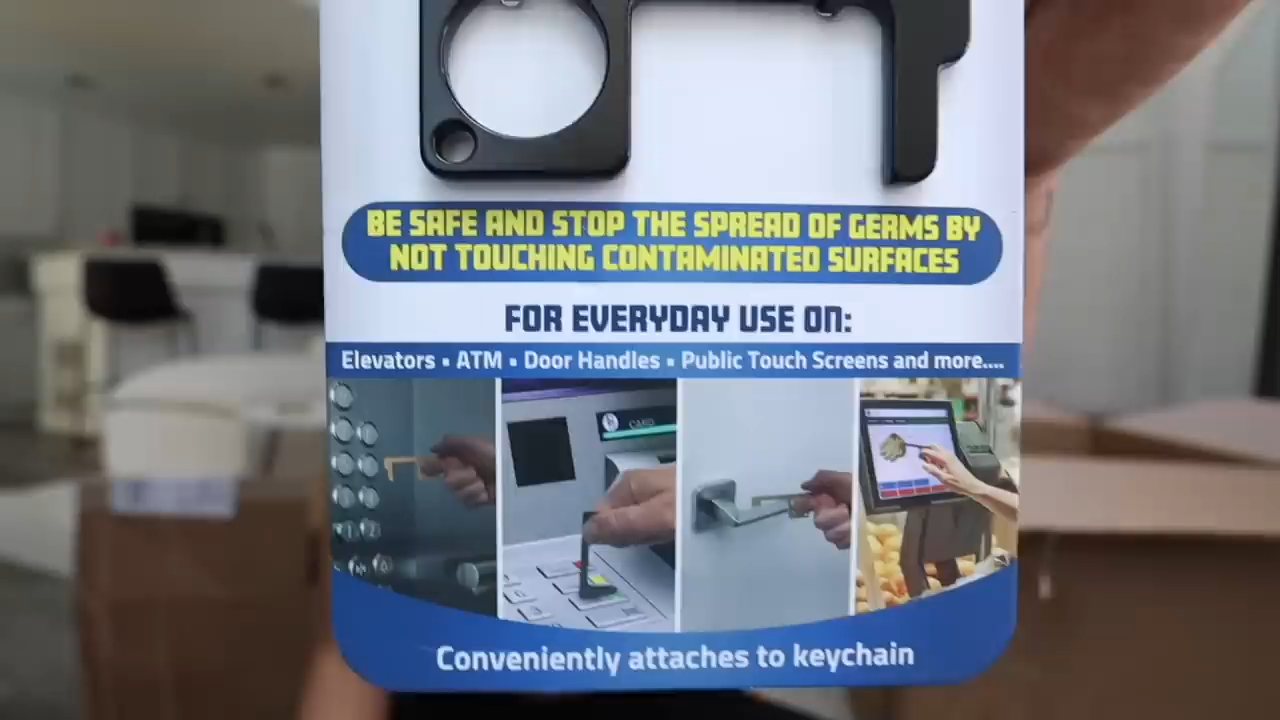 BE SAFE AND STOP THE SPREAD OF GERMS BY
NOT TOUCHING CONTAMINATED SURFACES
FOR EVERYDAY USE ON:
Elevators ▪ ATM ▪ Door Handles ▪ Public Touch Screens and more....
CARD
Conveniently attaches to keychain